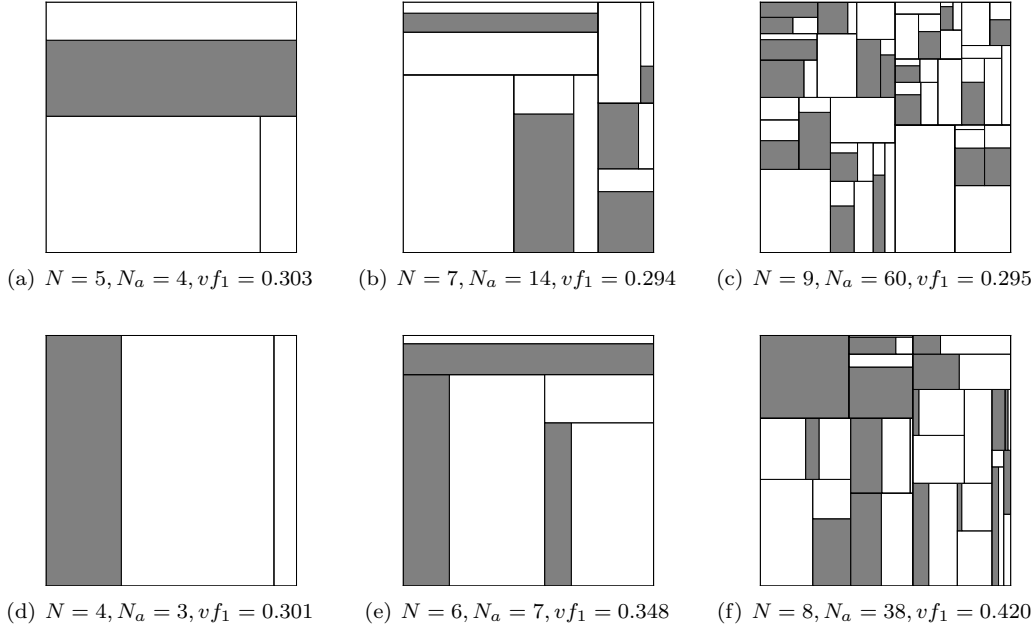 (a) N = 5, N_a = 4, vf_1 = 0.303
(b) N = 7, N_a = 14, vf_1 = 0.294
(c) N = 9, N_a = 60, vf_1 = 0.295
(d) N = 4, N_a = 3, vf_1 = 0.301
(e) N = 6, N_a = 7, vf_1 = 0.348
(f) N = 8, N_a = 38, vf_1 = 0.420